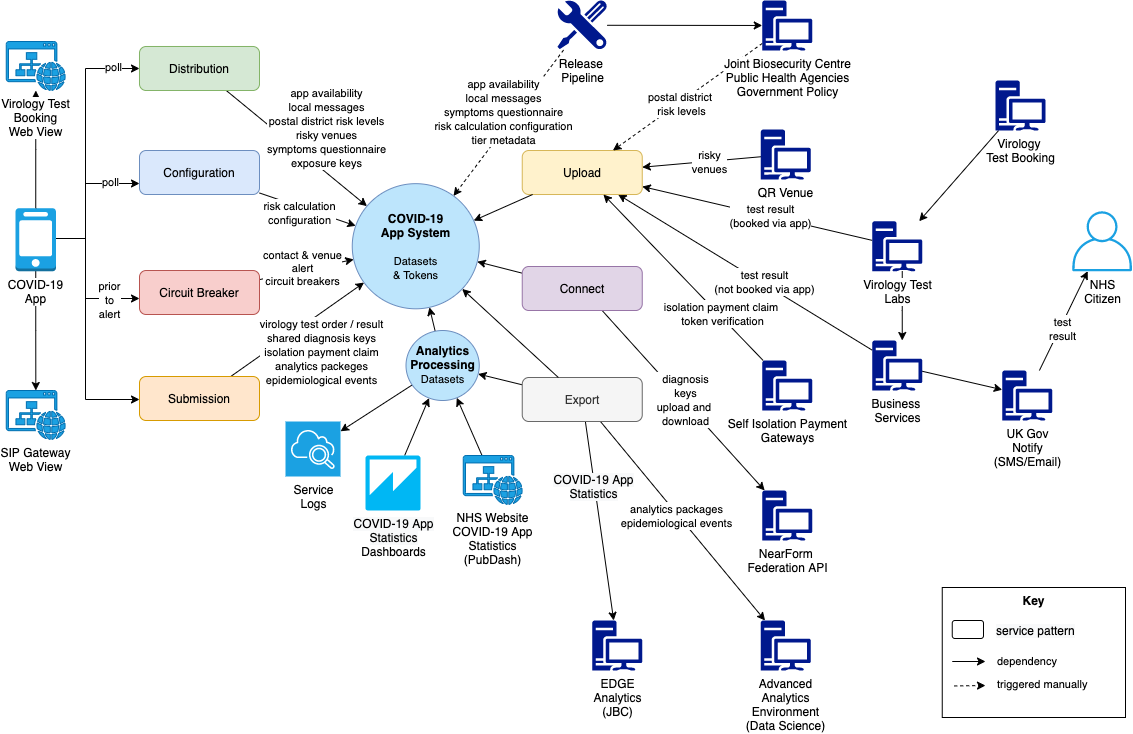 Release
Pipeline
Joint Biosecurity Centre
Public Health Agencies
Government Policy
Virology Test
Booking
Web View
poll
Distribution
app availability
local messages
postal district risk levels
risky venues
symptoms questionnaire
exposure keys
app availability
local messages
symptoms questionnaire
risk calculation configuration
tier metadata
postal district
risk levels
Virology
Test Booking
poll
Configuration
risk calculation
configuration
Upload
risky
venues
QR Venue
test result
(booked via app)
COVID-19
App System
Datasets
& Tokens
COVID-19
App
prior
to
alert
Circuit Breaker
contact & venue
alert
circuit breakers
Connect
test result
(not booked via app)
isolation payment claim
token verification
Virology Test
Labs
NHS
Citizen
virology test order / result
shared diagnosis keys
isolation payment claim
analytics packeges
epidemiological events
Submission
Analytics
Processing
Datasets
Export
diagnosis
keys
upload and
download
Self Isolation Payment
Gateways
Business
Services
test
result
UK Gov
Notify
(SMS/Email)
SIP Gateway
Web View
Service
Logs
COVID-19 App
Statistics
Dashboards
NHS Website
COVID-19 App
Statistics
(PubDash)
COVID-19 App
Statistics
analytics packages
epidemiological events
NearForm
Federation API
EDGE
Analytics
(JBC)
Advanced
Analytics
Environment
(Data Science)
Key
service pattern
dependency
triggered manually